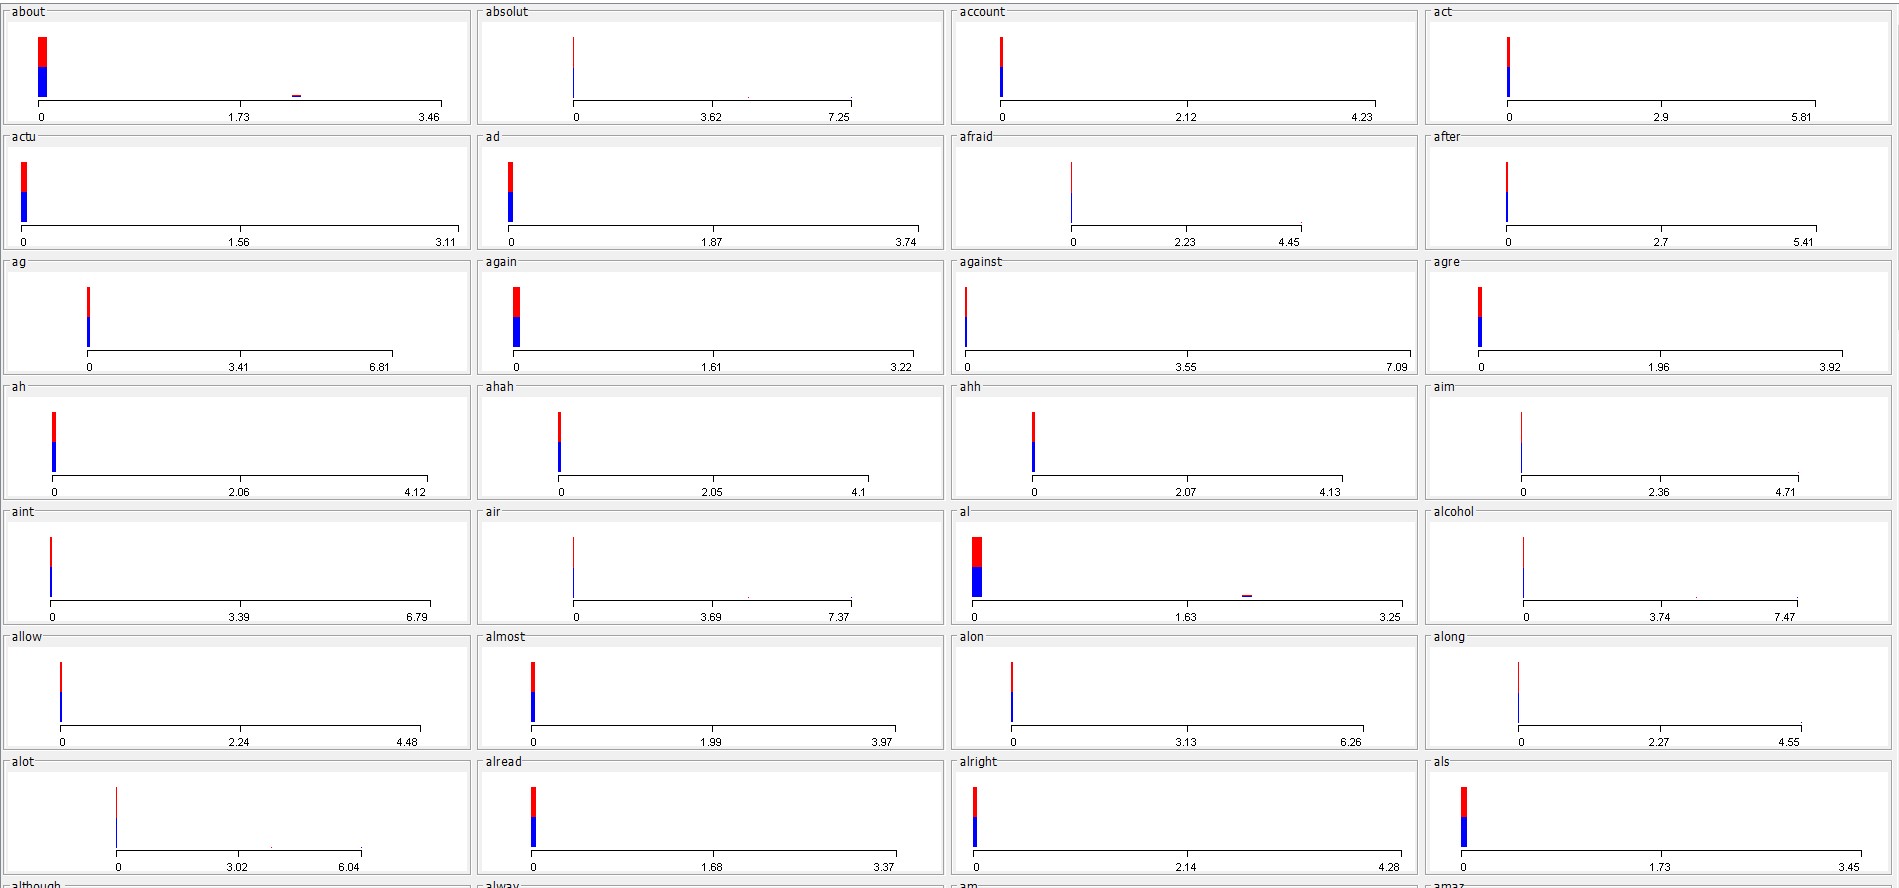 about absolut account act
0 1.73 3.46 0 3.62 7.25 0 2.12 4.23 0 2.9 5.81
actu ad afraid after
0 1.56 3.11 0 1.87 3.74 0 2.23 4.45 0 2.7 5.41
ag again against agre
0 3.41 6.81 0 1.61 3.22 0 3.55 7.09 0 1.96 3.92
ah ahah ahh aim
0 2.06 4.12 0 2.05 4.1 0 2.07 4.13 0 2.36 4.71
aint air al alcohol
0 3.39 6.79 0 3.69 7.37 0 1.63 3.25 0 3.74 7.47
allow almost alon along
0 2.24 4.48 0 1.99 3.97 0 3.13 6.26 0 2.27 4.55
alot alread alright als
0 3.02 6.04 0 1.68 3.37 0 2.14 4.28 0 1.73 3.45
although alway am amaz